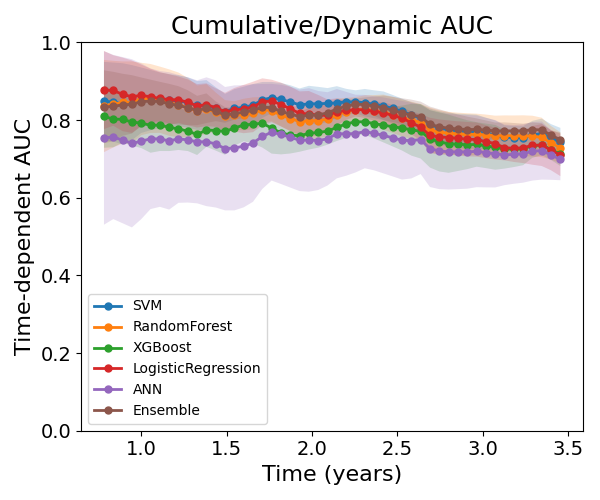 Cumulative/Dynamic AUC
Time-dependent AUC
1.0
0.8
0.6
0.4
0.2
0.0
SVM
RandomForest
XGBoost
LogisticRegression
ANN
Ensemble
1.0 1.5 2.0 2.5 3.0 3.5
Time (years)